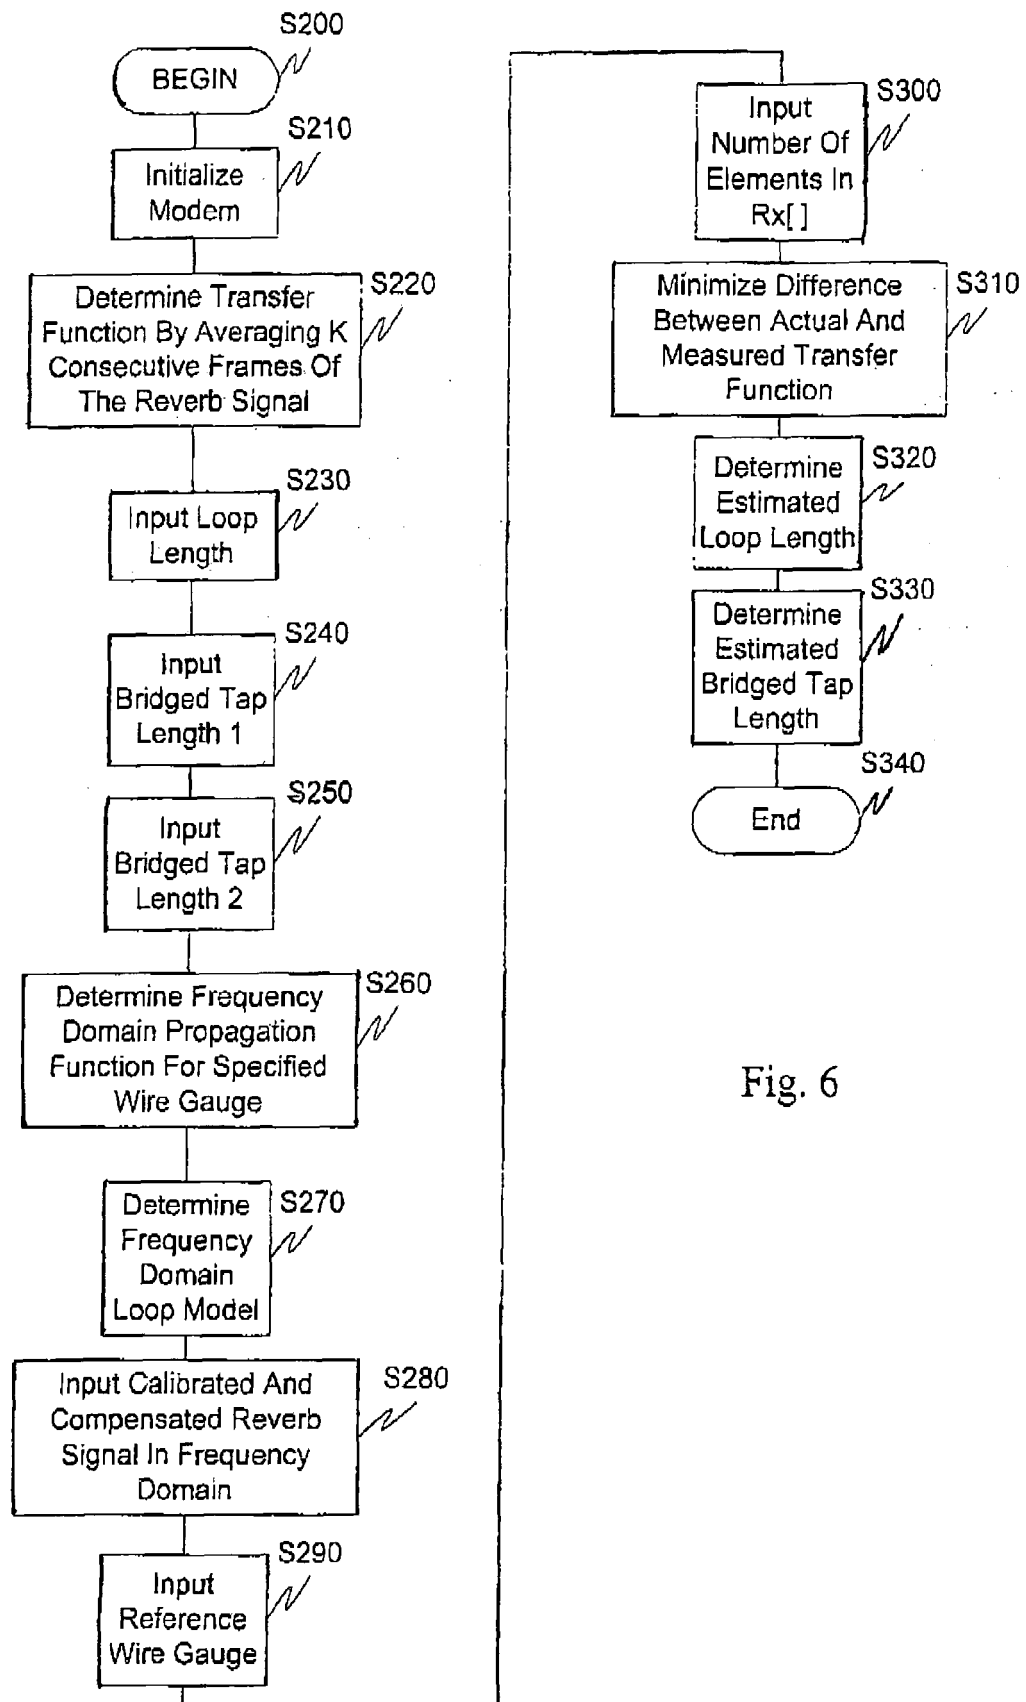 S200
BEGIN
S210
Initialize
Modem
S220
Determine Transfer
Function By Averaging K
Consecutive Frames Of
The Reverb Signal
S230
Input Loop
Length
S240
Input
Bridged Tap
Length 1
S250
Input
Bridged Tap
Length 2
S260
Determine Frequency
Domain Propagation
Function For Specified
Wire Gauge
S270
Determine
Frequency
Domain
Loop Model
S280
Input Calibrated And
Compensated Reverb
Signal In Frequency
Domain
S290
Input
Reference
Wire Gauge
S300
Input
Number Of
Elements In
Rx[ ]
S310
Minimize Difference
Between Actual And
Measured Transfer
Function
S320
Determine
Estimated
Loop Length
S330
Determine
Estimated
Bridged Tap
Length
S340
End
Fig. 6